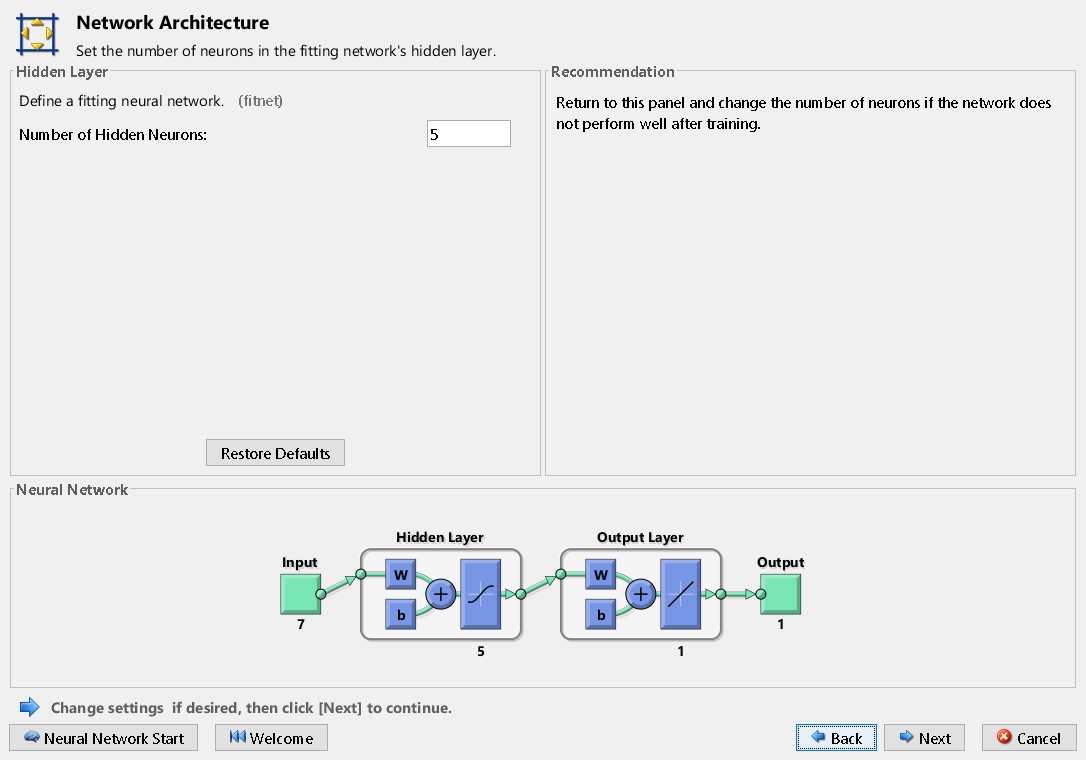 Network Architecture
Set the number of neurons in the fitting network's hidden layer.
Hidden Layer
Define a fitting neural network. (fitnet)
Number of Hidden Neurons: 5
Restore Defaults
Recommendation
Return to this panel and change the number of neurons if the network does
not perform well after training.
Neural Network
Hidden Layer Output Layer
Input Output
W W
+ +
b b
7 1
5 1
Change settings if desired, then click [Next] to continue.
Neural Network Start Welcome Back Next Cancel